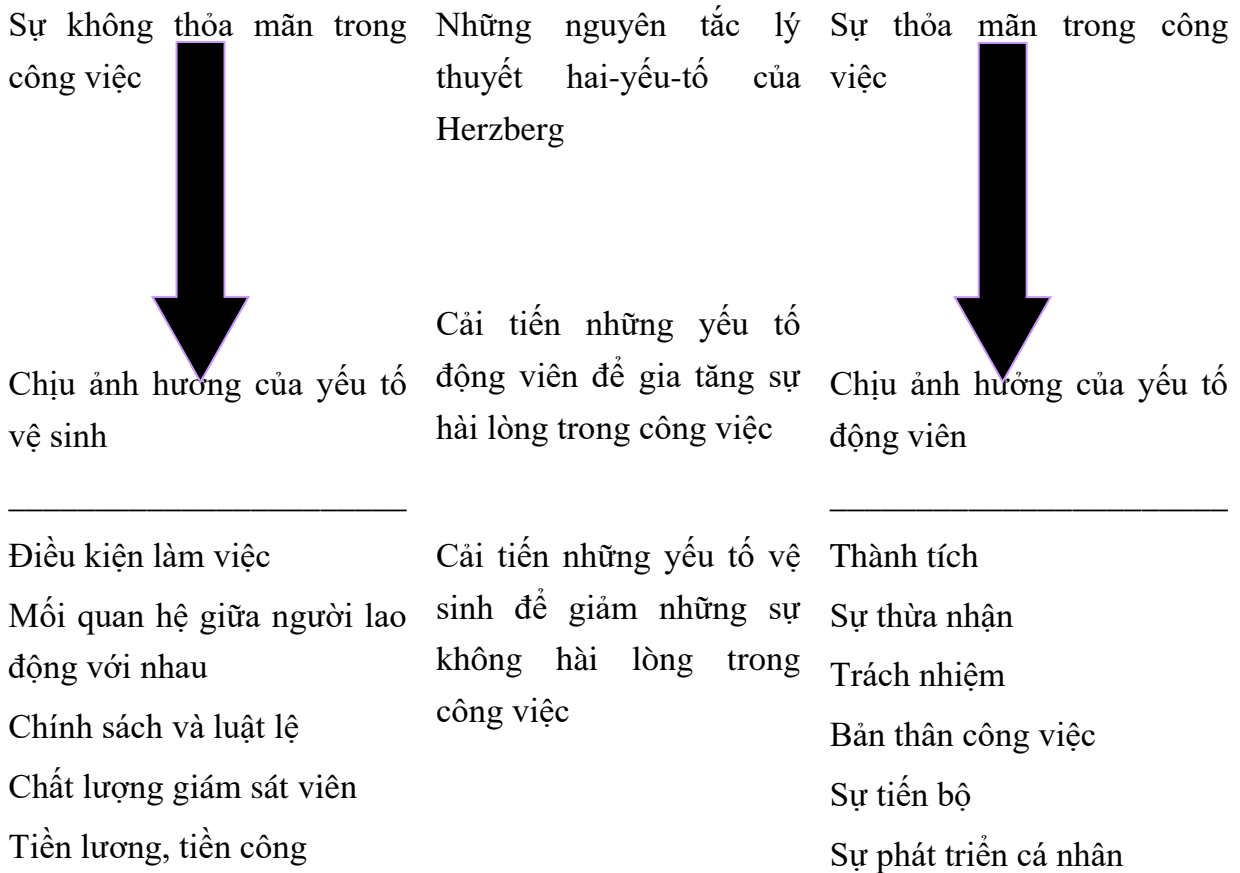 Sự không thỏa mãn trong
công việc
Chịu ảnh hưởng của yếu tố
vệ sinh
Điều kiện làm việc
Mối quan hệ giữa người lao
động với nhau
Chính sách và luật lệ
Chất lượng giám sát viên
Tiền lương, tiền công
Những nguyên tắc lý
thuyết hai-yếu-tố của
Herzberg
Cải tiến những yếu tố
động viên để gia tăng sự
hài lòng trong công việc
Cải tiến những yếu tố vệ
sinh để giảm những sự
không hài lòng trong
công việc
Sự thỏa mãn trong công
việc
Chịu ảnh hưởng của yếu tố
động viên
Thành tích
Sự thừa nhận
Trách nhiệm
Bản thân công việc
Sự tiến bộ
Sự phát triển cá nhân